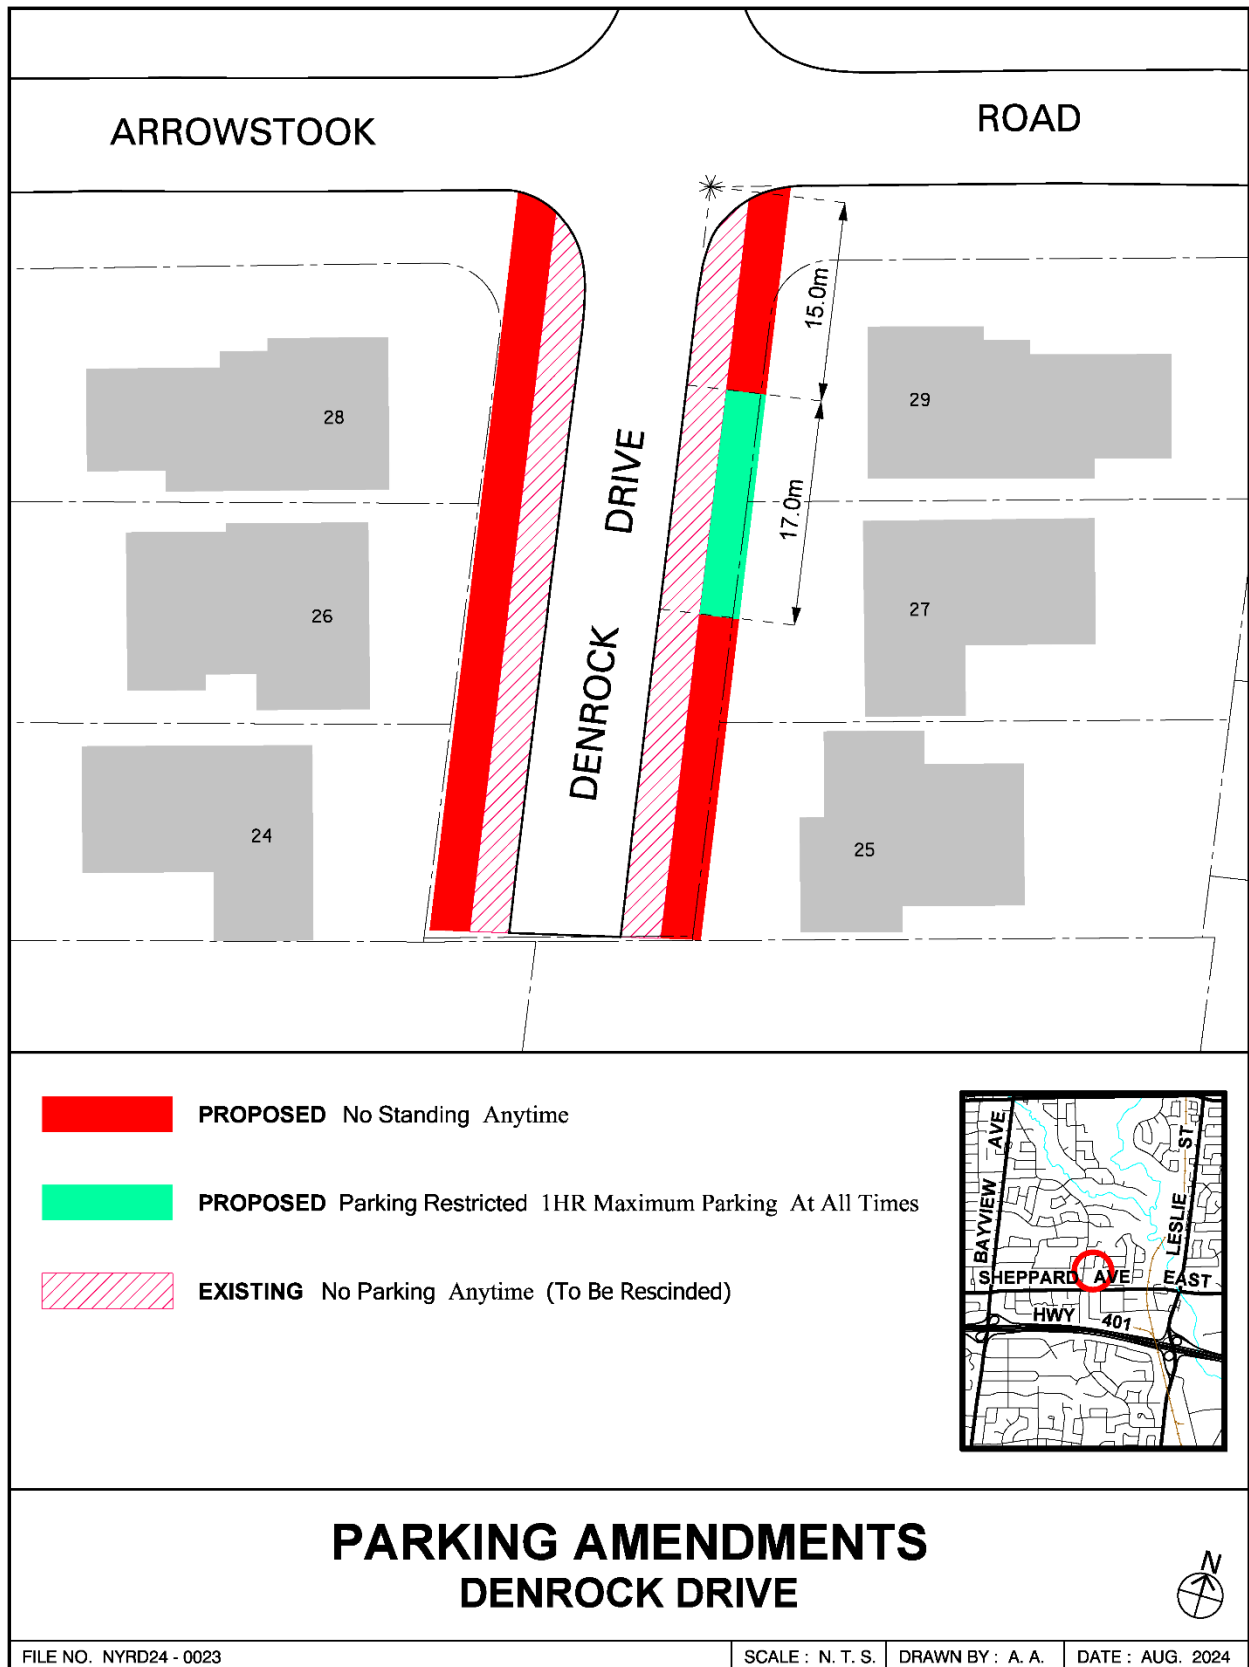 ARROWSTOOK ROAD
15.0m
28
29
DRIVE
17.0m
26
27
DENROCK
24
25
PROPOSED No Standing Anytime
PROPOSED Parking Restricted 1HR Maximum Parking At All Times
EXISTING No Parking Anytime (To Be Rescinded)
AVE
ST
BAYVIEW
LESLIE
SHEPPARD AVE EAST
HWY 401
PARKING AMENDMENTS
DENROCK DRIVE
N
FILE NO. NYRD24 - 0023
SCALE : N. T. S.
DRAWN BY : A. A.
DATE : AUG. 2024